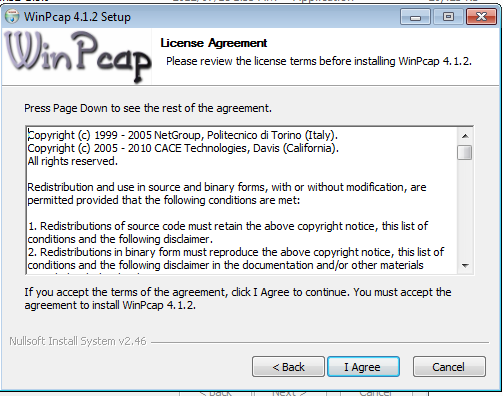 WinPcap 4.1.2 Setup
WinPcap
License Agreement
Please review the license terms before installing WinPcap 4.1.2.
Press Page Down to see the rest of the agreement.
Copyright (c) 1999 - 2005 NetGroup, Politecnico di Torino (Italy).
Copyright (c) 2005 - 2010 CACE Technologies, Davis (California).
All rights reserved.
Redistribution and use in source and binary forms, with or without modification, are
permitted provided that the following conditions are met:
1. Redistributions of source code must retain the above copyright notice, this list of
conditions and the following disclaimer.
2. Redistributions in binary form must reproduce the above copyright notice, this list of
conditions and the following disclaimer in the documentation and/or other materials
If you accept the terms of the agreement, click I Agree to continue. You must accept the
agreement to install WinPcap 4.1.2.
Nullsoft Install System v2.46
< Back
I Agree
Cancel